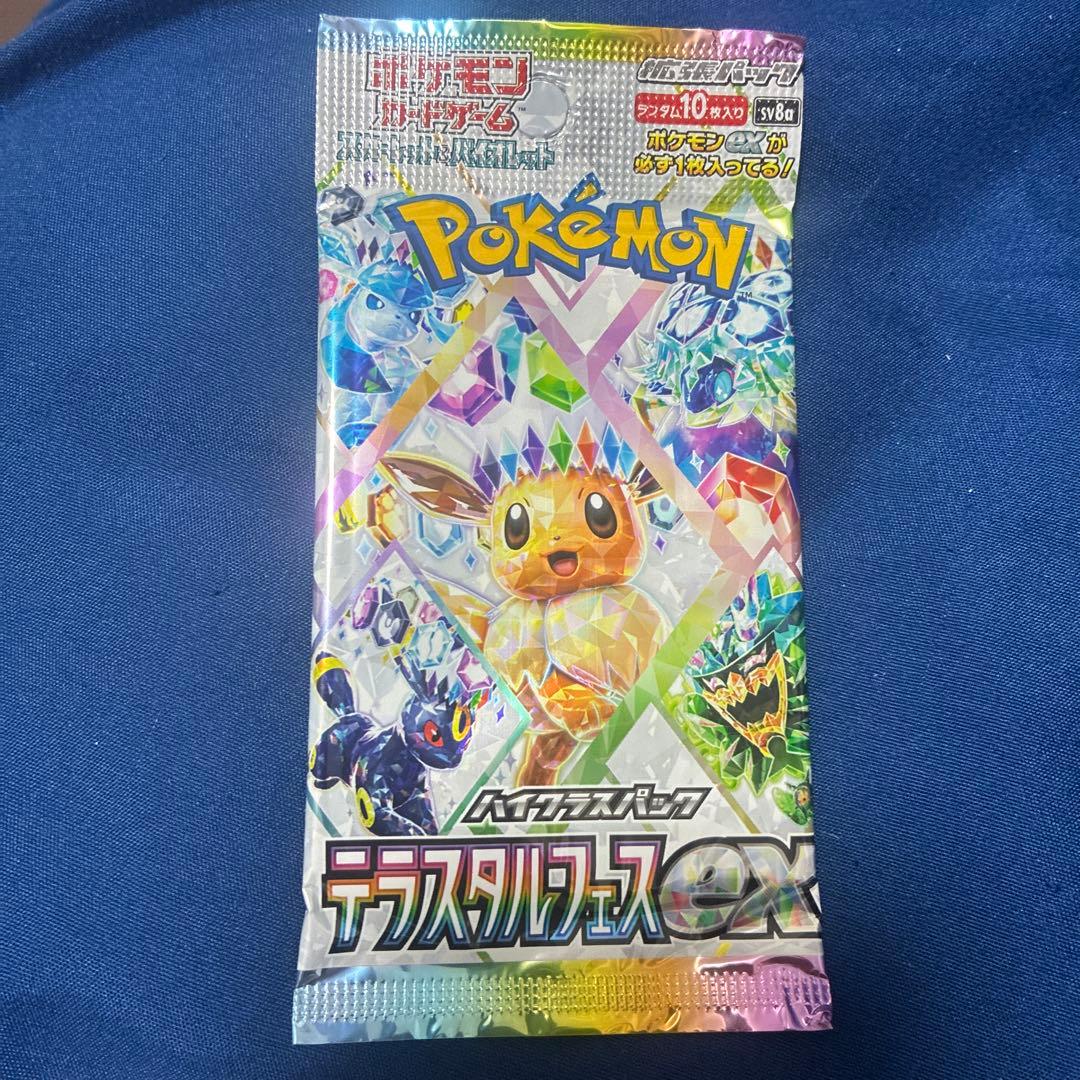 ポケモン
カードゲーム™
スカーレット&バイオレット
拡張パック
ランダム10枚入り
sv8a
ポケモンexが
必ず1枚入ってる!
POKéMON™
ハイクラスパック
テラスタルフェスex